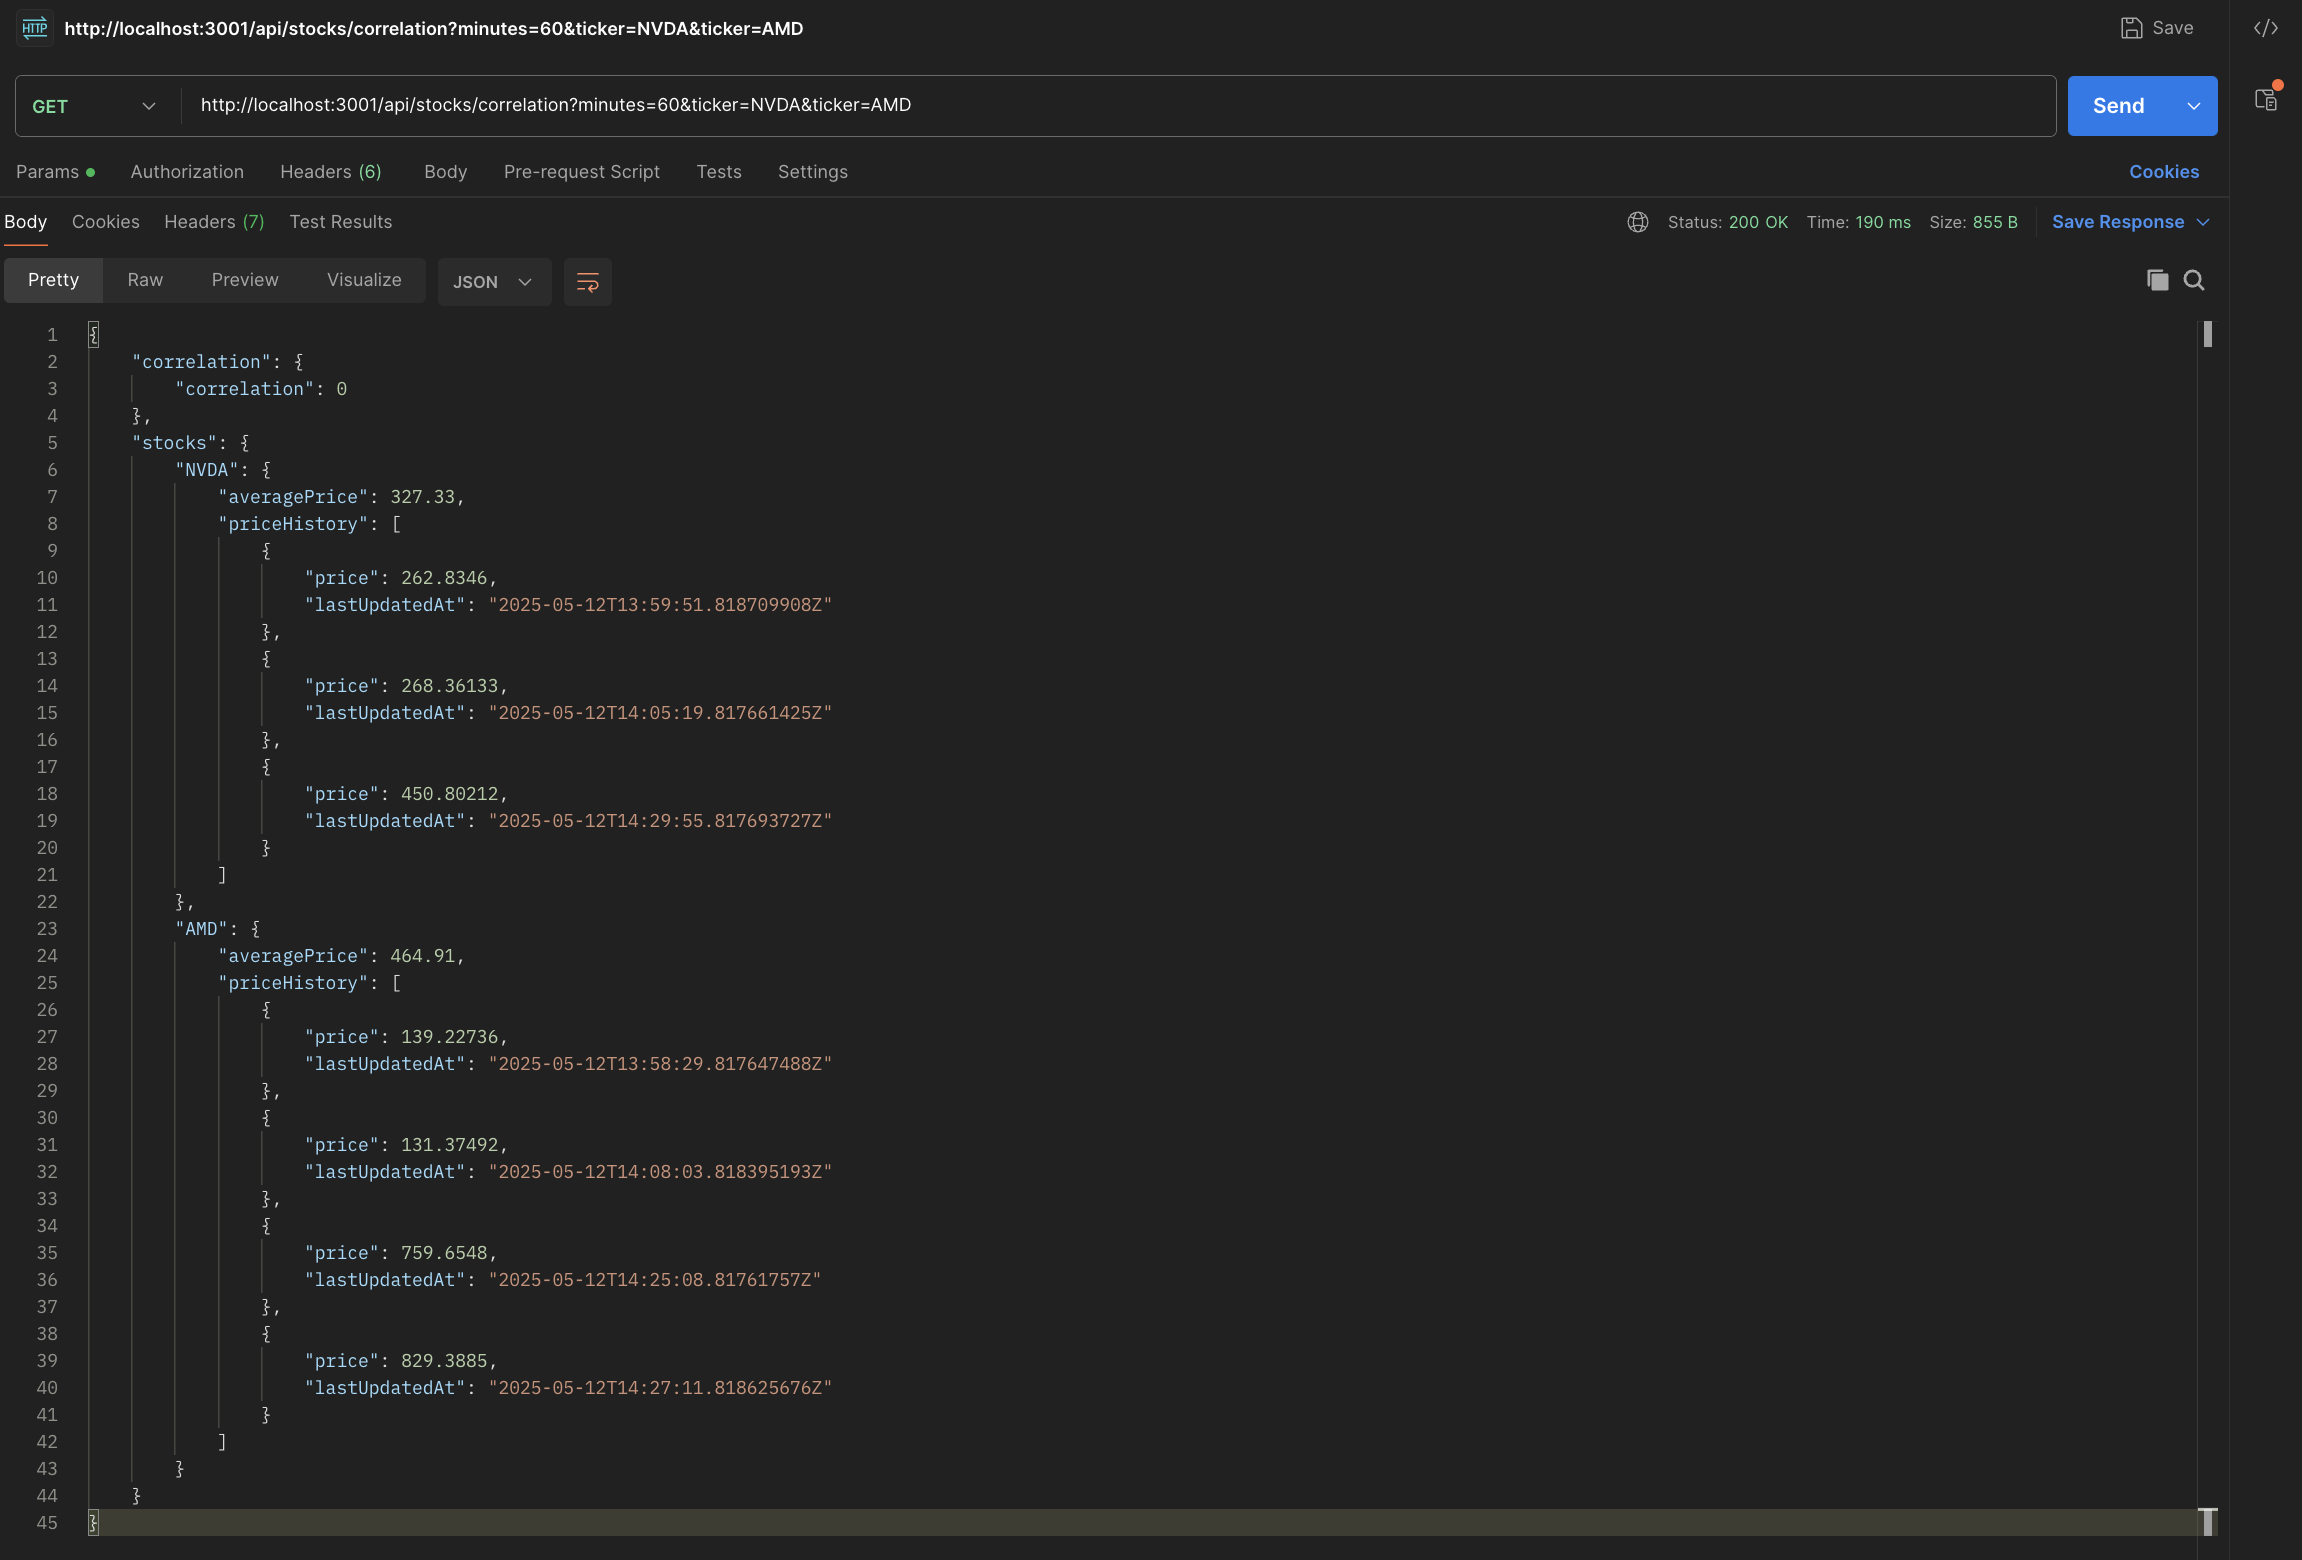 HTTP http://localhost:3001/api/stocks/correlation?minutes=60&ticker=NVDA&ticker=AMD Save
GET http://localhost:3001/api/stocks/correlation?minutes=60&ticker=NVDA&ticker=AMD Send
Params Authorization Headers (6) Body Pre-request Script Tests Settings Cookies
Body Cookies Headers (7) Test Results Status: 200 OK Time: 190 ms Size: 855 B Save Response
Pretty Raw Preview Visualize JSON
1 {
2 "correlation": {
3 "correlation": 0
4 },
5 "stocks": {
6 "NVDA": {
7 "averagePrice": 327.33,
8 "priceHistory": [
9 {
10 "price": 262.8346,
11 "lastUpdatedAt": "2025-05-12T13:59:51.818709908Z"
12 },
13 {
14 "price": 268.36133,
15 "lastUpdatedAt": "2025-05-12T14:05:19.817661425Z"
16 },
17 {
18 "price": 450.80212,
19 "lastUpdatedAt": "2025-05-12T14:29:55.817693727Z"
20 }
21 ]
22 },
23 "AMD": {
24 "averagePrice": 464.91,
25 "priceHistory": [
26 {
27 "price": 139.22736,
28 "lastUpdatedAt": "2025-05-12T13:58:29.817647488Z"
29 },
30 {
31 "price": 131.37492,
32 "lastUpdatedAt": "2025-05-12T14:08:03.818395193Z"
33 },
34 {
35 "price": 759.6548,
36 "lastUpdatedAt": "2025-05-12T14:25:08.81761757Z"
37 },
38 {
39 "price": 829.3885,
40 "lastUpdatedAt": "2025-05-12T14:27:11.818625676Z"
41 }
42 ]
43 }
44 }
45 }